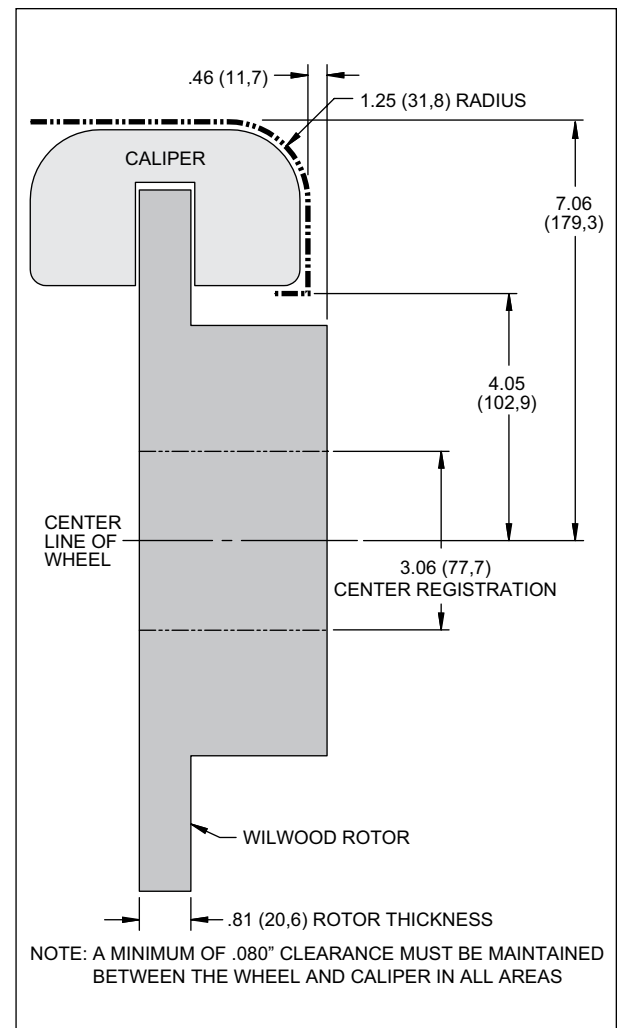 .46 (11,7)
1.25 (31,8) RADIUS
CALIPER
7.06
(179,3)
4.05
(102,9)
CENTER
LINE OF
WHEEL
3.06 (77,7)
CENTER REGISTRATION
WILWOOD ROTOR
.81 (20,6) ROTOR THICKNESS
NOTE: A MINIMUM OF .080” CLEARANCE MUST BE MAINTAINED
BETWEEN THE WHEEL AND CALIPER IN ALL AREAS